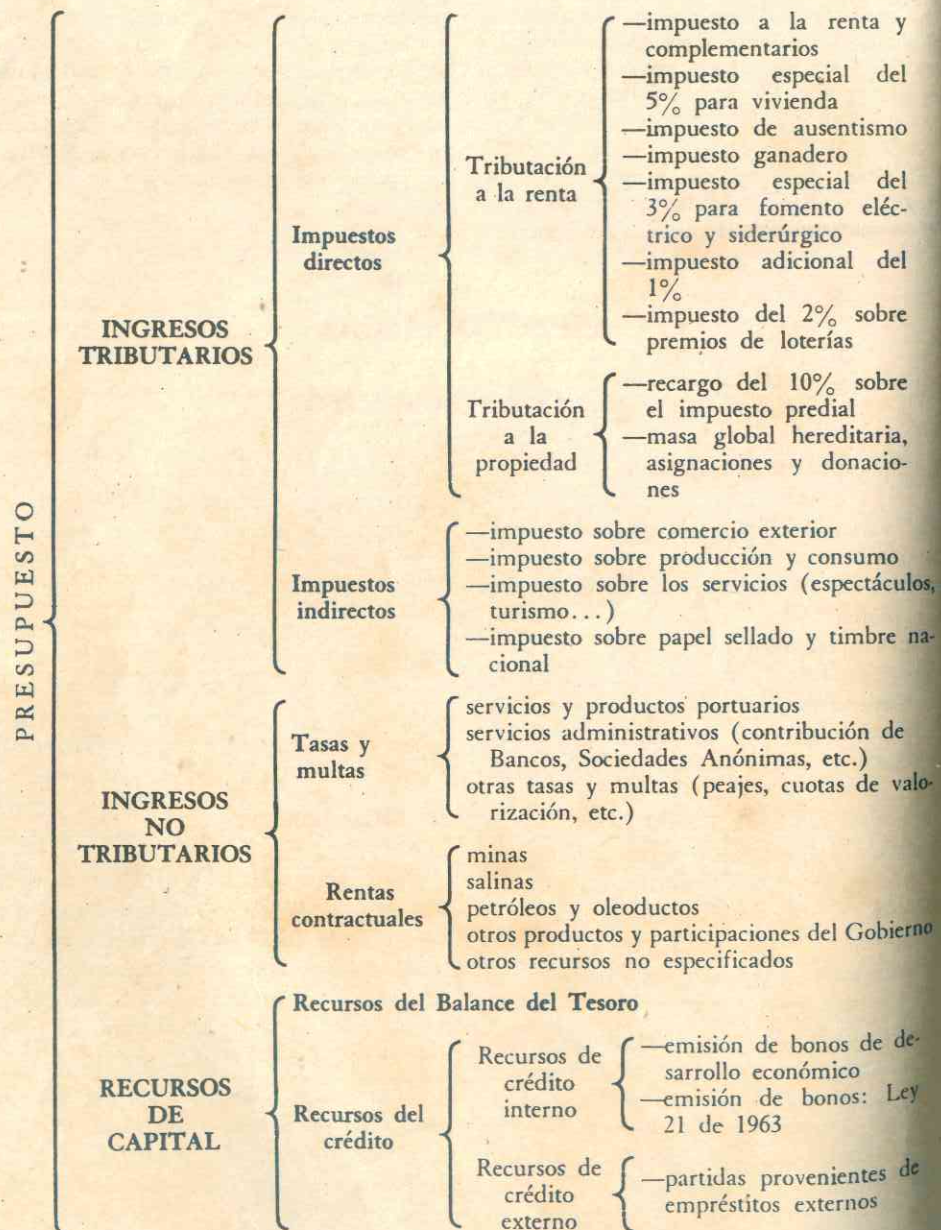 PRESUPUESTO
INGRESOS
TRIBUTARIOS
Impuestos
directos
Tributación
a la renta
—impuesto a la renta y
complementarios
—impuesto especial del
5% para vivienda
—impuesto de ausentismo
—impuesto ganadero
—impuesto especial del
3% para fomento eléc-
trico y siderúrgico
—impuesto adicional del
1%
—impuesto del 2% sobre
premios de loterías
Tributación
a la
propiedad
—recargo del 10% sobre
el impuesto predial
—masa global hereditaria,
asignaciones y donacio-
nes
Impuestos
indirectos
—impuesto sobre comercio exterior
—impuesto sobre producción y consumo
—impuesto sobre los servicios (espectáculos,
turismo...)
—impuesto sobre papel sellado y timbre na-
cional
INGRESOS
NO
TRIBUTARIOS
Tasas y
multas
servicios y productos portuarios
servicios administrativos (contribución de
Bancos, Sociedades Anónimas, etc.)
otras tasas y multas (peajes, cuotas de valo-
rización, etc.)
Rentas
contractuales
minas
salinas
petróleos y oleoductos
otros productos y participaciones del Gobierno
otros recursos no especificados
RECURSOS
DE
CAPITAL
Recursos del Balance del Tesoro
Recursos del
crédito
Recursos de
crédito
interno
—emisión de bonos de de-
sarrollo económico
—emisión de bonos: Ley
21 de 1963
Recursos de
crédito
externo
—partidas provenientes de
empréstitos externos